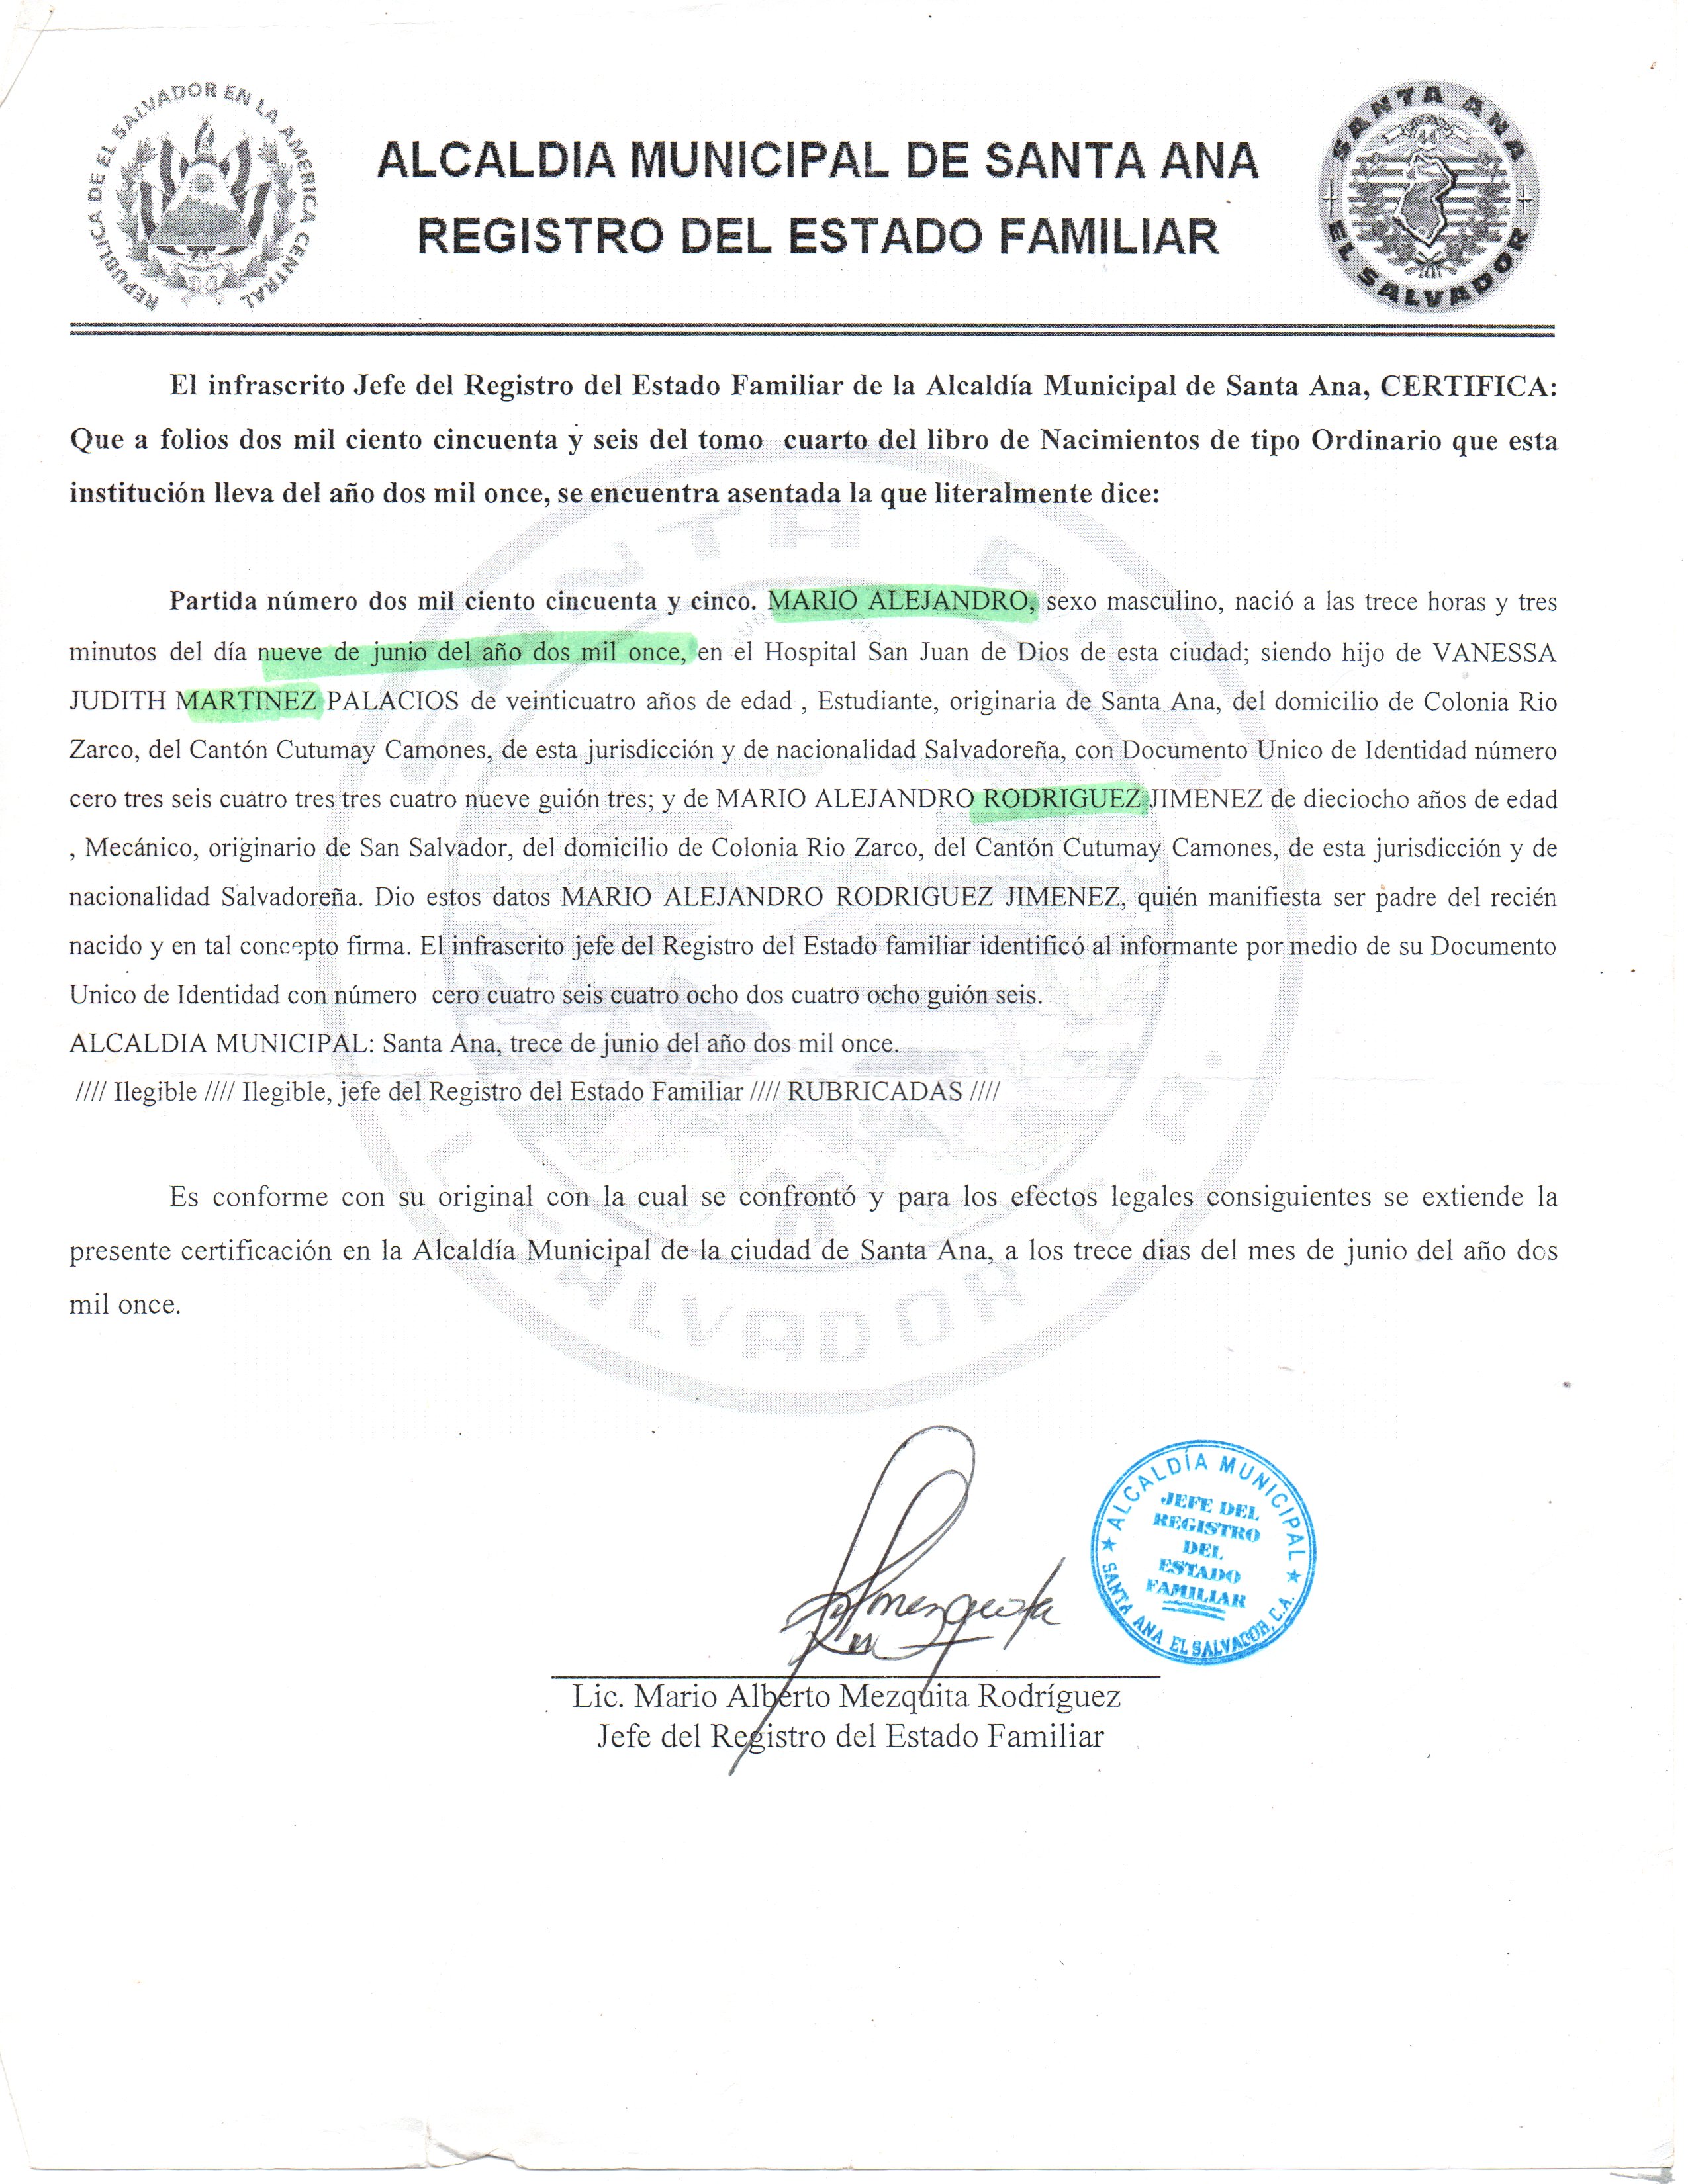 REPUBLICA DE EL SALVADOR EN LA AMERICA CENTRAL
SANTA ANA
EL SALVADOR
ALCALDIA MUNICIPAL DE SANTA ANA
REGISTRO DEL ESTADO FAMILIAR
El infrascrito Jefe del Registro del Estado Familiar de la Alcaldía Municipal de Santa Ana, CERTIFICA:
Que a folios dos mil ciento cincuenta y seis del tomo cuarto del libro de Nacimientos de tipo Ordinario que esta
institución lleva del año dos mil once, se encuentra asentada la que literalmente dice:
Partida número dos mil ciento cincuenta y cinco. MARIO ALEJANDRO, sexo masculino, nació a las trece horas y tres
minutos del día nueve de junio del año dos mil once, en el Hospital San Juan de Dios de esta ciudad; siendo hijo de VANESSA
JUDITH MARTINEZ PALACIOS de veinticuatro años de edad , Estudiante, originaria de Santa Ana, del domicilio de Colonia Rio
Zarco, del Cantón Cutumay Camones, de esta jurisdicción y de nacionalidad Salvadoreña, con Documento Unico de Identidad número
cero tres seis cuatro tres tres cuatro nueve guión tres; y de MARIO ALEJANDRO RODRIGUEZ JIMENEZ de dieciocho años de edad
, Mecánico, originario de San Salvador, del domicilio de Colonia Rio Zarco, del Cantón Cutumay Camones, de esta jurisdicción y de
nacionalidad Salvadoreña. Dio estos datos MARIO ALEJANDRO RODRIGUEZ JIMENEZ, quién manifiesta ser padre del recién
nacido y en tal concepto firma. El infrascrito jefe del Registro del Estado familiar identificó al informante por medio de su Documento
Unico de Identidad con número cero cuatro seis cuatro ocho dos cuatro ocho guión seis.
ALCALDIA MUNICIPAL: Santa Ana, trece de junio del año dos mil once.
//// Ilegible //// Ilegible, jefe del Registro del Estado Familiar //// RUBRICADAS ////
Es conforme con su original con la cual se confrontó y para los efectos legales consiguientes se extiende la
presente certificación en la Alcaldía Municipal de la ciudad de Santa Ana, a los trece dias del mes de junio del año dos
mil once.
ALCALDÍA MUNICIPAL
JEFE DEL
REGISTRO
DEL
ESTADO
FAMILIAR
SANTA ANA EL SALVADOR, C.A.
Lic. Mario Alberto Mezquita Rodríguez
Jefe del Registro del Estado Familiar